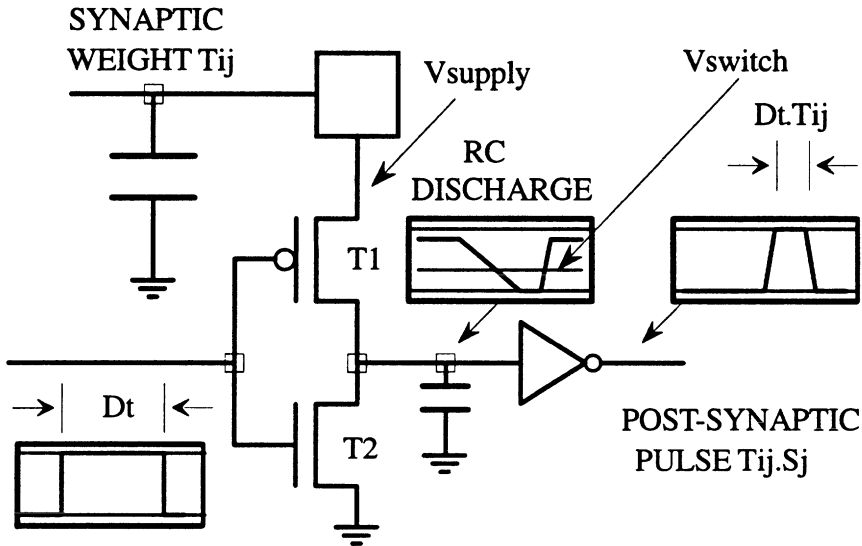 SYNAPTIC
WEIGHT Tij
Vsupply
Vswitch
Dt.Tij
RC
DISCHARGE
T1
Dt
T2
POST-SYNAPTIC
PULSE Tij.Sj